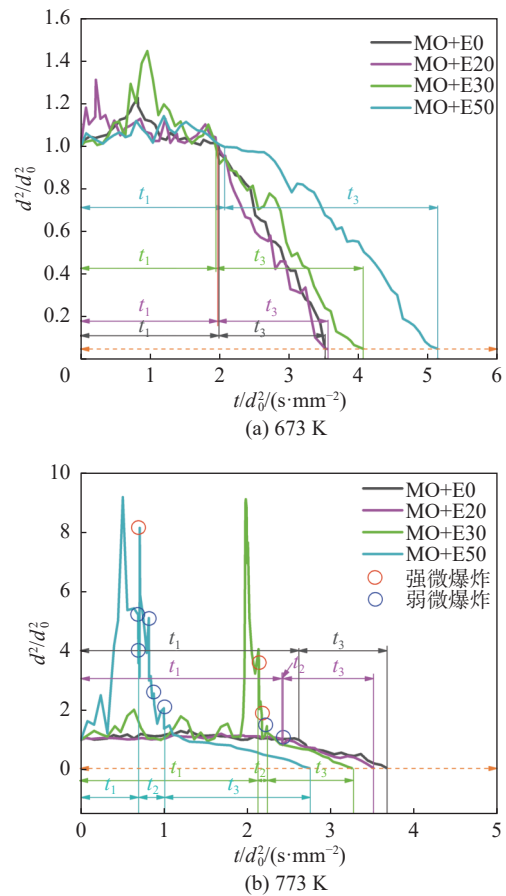 1.6
1.4
1.2
1.0
0.8
0.6
0.4
0.2
0
d²/d₀²
MO+E0
MO+E20
MO+E30
MO+E50
t₁
t₃
t₁
t₃
t₁
t₃
t₁
t₃
0 1 2 3 4 5 6
t/d₀²/(s·mm⁻²)
(a) 673 K
10
8
6
4
2
0
d²/d₀²
MO+E0
MO+E20
MO+E30
MO+E50
强微爆炸
弱微爆炸
t₁
t₃
t₁
t₂
t₃
t₁
t₂
t₃
t₁
t₂
t₃
0 1 2 3 4 5
t/d₀²/(s·mm⁻²)
(b) 773 K